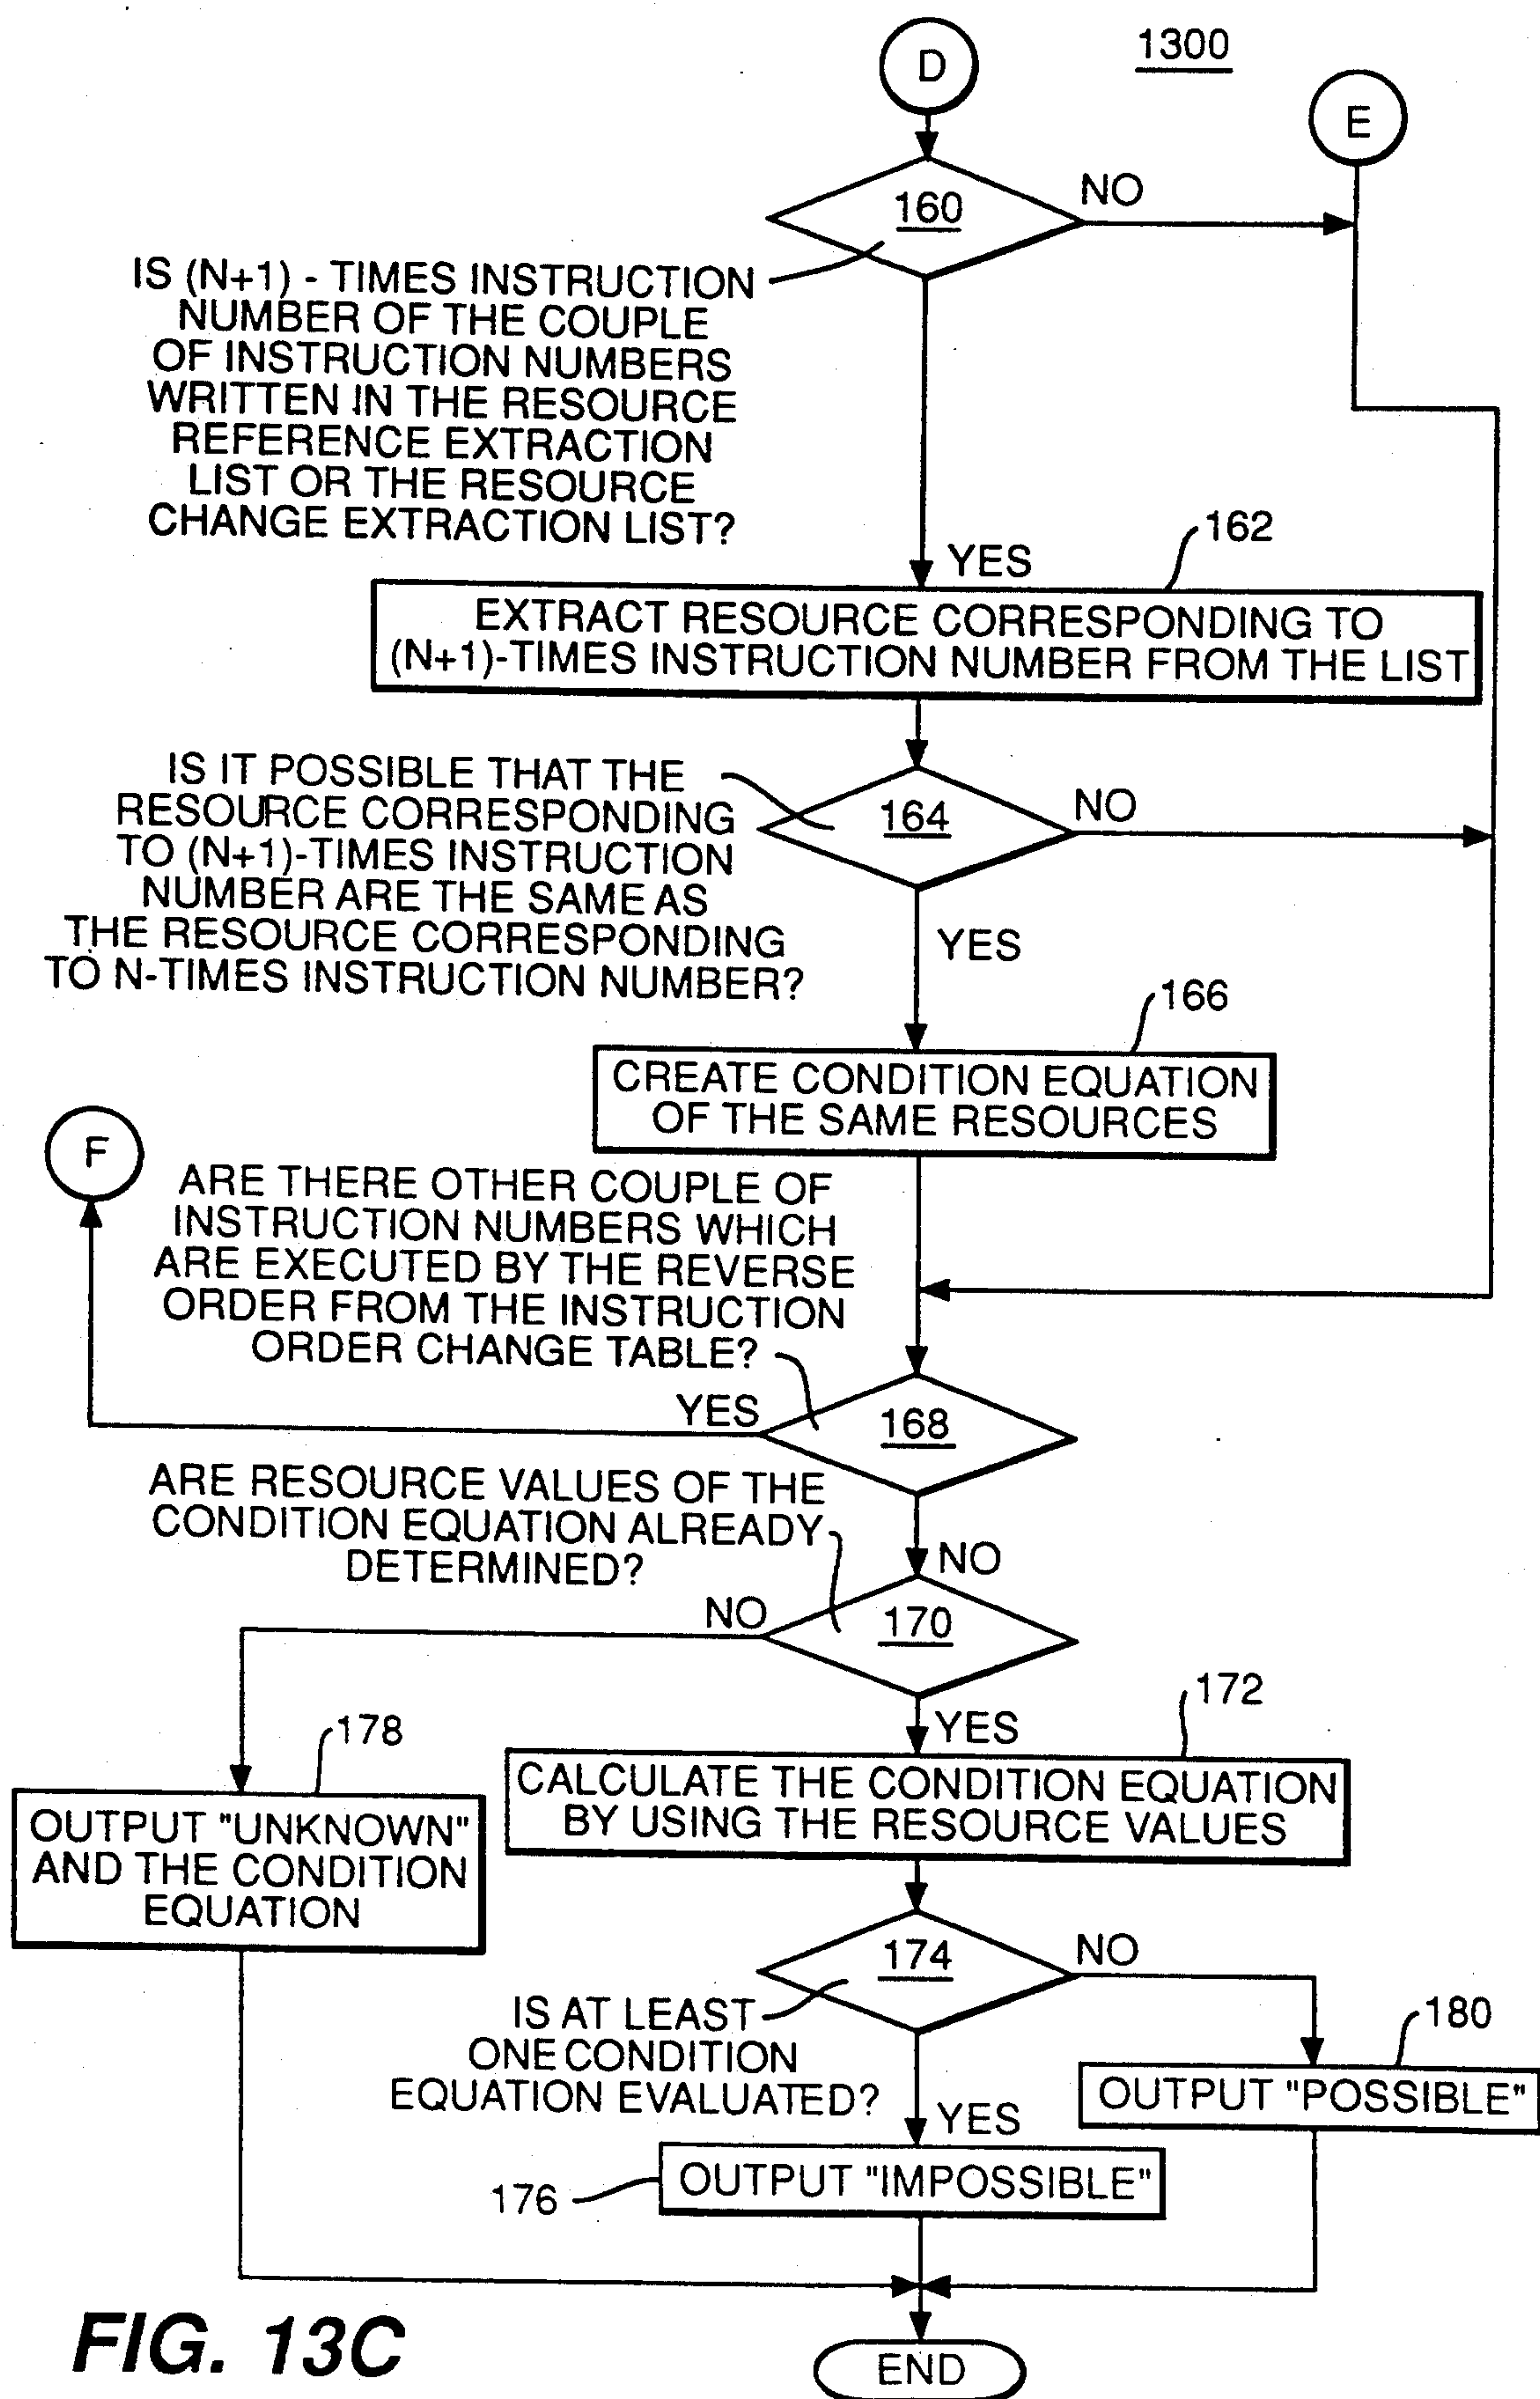 D
1300
E
160
NO
IS (N+1) - TIMES INSTRUCTION
NUMBER OF THE COUPLE
OF INSTRUCTION NUMBERS
WRITTEN IN THE RESOURCE
REFERENCE EXTRACTION
LIST OR THE RESOURCE
CHANGE EXTRACTION LIST?
162
YES
EXTRACT RESOURCE CORRESPONDING TO
(N+1)-TIMES INSTRUCTION NUMBER FROM THE LIST
IS IT POSSIBLE THAT THE
RESOURCE CORRESPONDING
TO (N+1)-TIMES INSTRUCTION
NUMBER ARE THE SAME AS
THE RESOURCE CORRESPONDING
TO N-TIMES INSTRUCTION NUMBER?
164
NO
YES
166
CREATE CONDITION EQUATION
OF THE SAME RESOURCES
F
ARE THERE OTHER COUPLE OF
INSTRUCTION NUMBERS WHICH
ARE EXECUTED BY THE REVERSE
ORDER FROM THE INSTRUCTION
ORDER CHANGE TABLE?
YES
168
ARE RESOURCE VALUES OF THE
CONDITION EQUATION ALREADY
DETERMINED?
NO
NO
170
172
YES
178
CALCULATE THE CONDITION EQUATION
BY USING THE RESOURCE VALUES
OUTPUT "UNKNOWN"
AND THE CONDITION
EQUATION
174
NO
IS AT LEAST
ONE CONDITION
EQUATION EVALUATED?
180
YES
OUTPUT "POSSIBLE"
176
OUTPUT "IMPOSSIBLE"
FIG. 13C
END